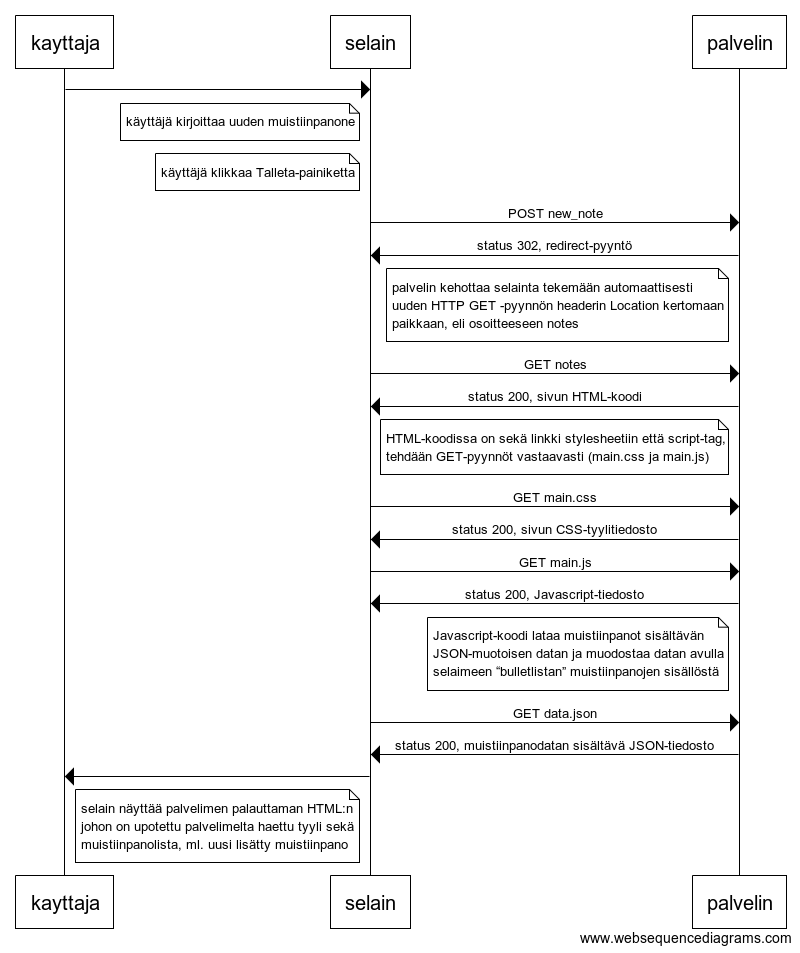 kayttaja
selain
palvelin
käyttäjä kirjoittaa uuden muistiinpanone
käyttäjä klikkaa Talleta-painiketta
POST new_note
status 302, redirect-pyyntö
palvelin kehottaa selainta tekemään automaattisesti
uuden HTTP GET -pyynnön headerin Location kertomaan
paikkaan, eli osoitteeseen notes
GET notes
status 200, sivun HTML-koodi
HTML-koodissa on sekä linkki stylesheetiin että script-tag,
tehdään GET-pyynnöt vastaavasti (main.css ja main.js)
GET main.css
status 200, sivun CSS-tyylitiedosto
GET main.js
status 200, Javascript-tiedosto
Javascript-koodi lataa muistiinpanot sisältävän
JSON-muotoisen datan ja muodostaa datan avulla
selaimeen “bulletlistan” muistiinpanojen sisällöstä
GET data.json
status 200, muistiinpanodatan sisältävä JSON-tiedosto
selain näyttää palvelimen palauttaman HTML:n
johon on upotettu palvelimelta haettu tyyli sekä
muistiinpanolista, ml. uusi lisätty muistiinpano
kayttaja
selain
palvelin
www.websequencediagrams.com